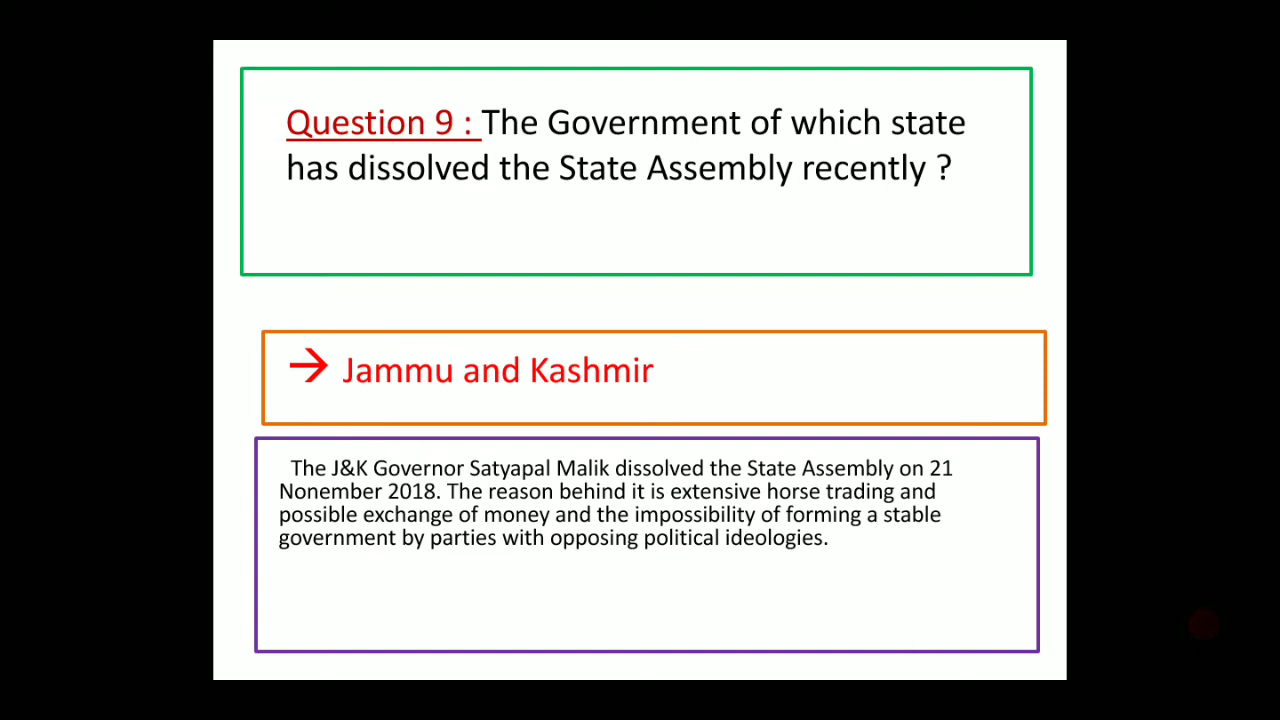 Question 9 : The Government of which state
has dissolved the State Assembly recently ?
→ Jammu and Kashmir
The J&K Governor Satyapal Malik dissolved the State Assembly on 21
Nonember 2018. The reason behind it is extensive horse trading and
possible exchange of money and the impossibility of forming a stable
government by parties with opposing political ideologies.